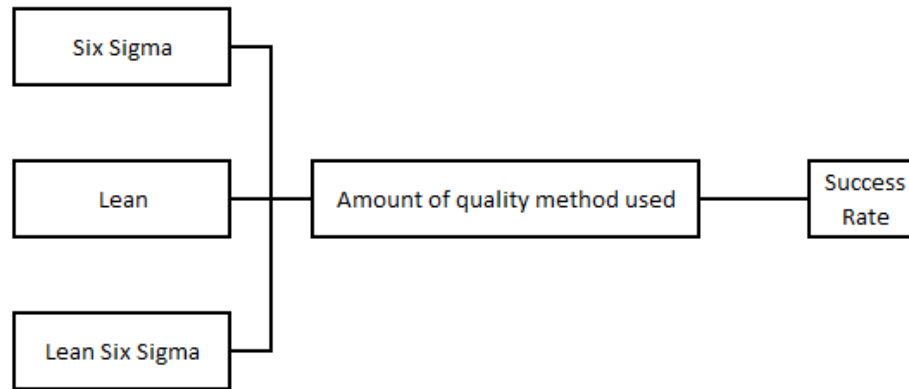 Six Sigma
Lean
Lean Six Sigma
Amount of quality method used
Success
Rate